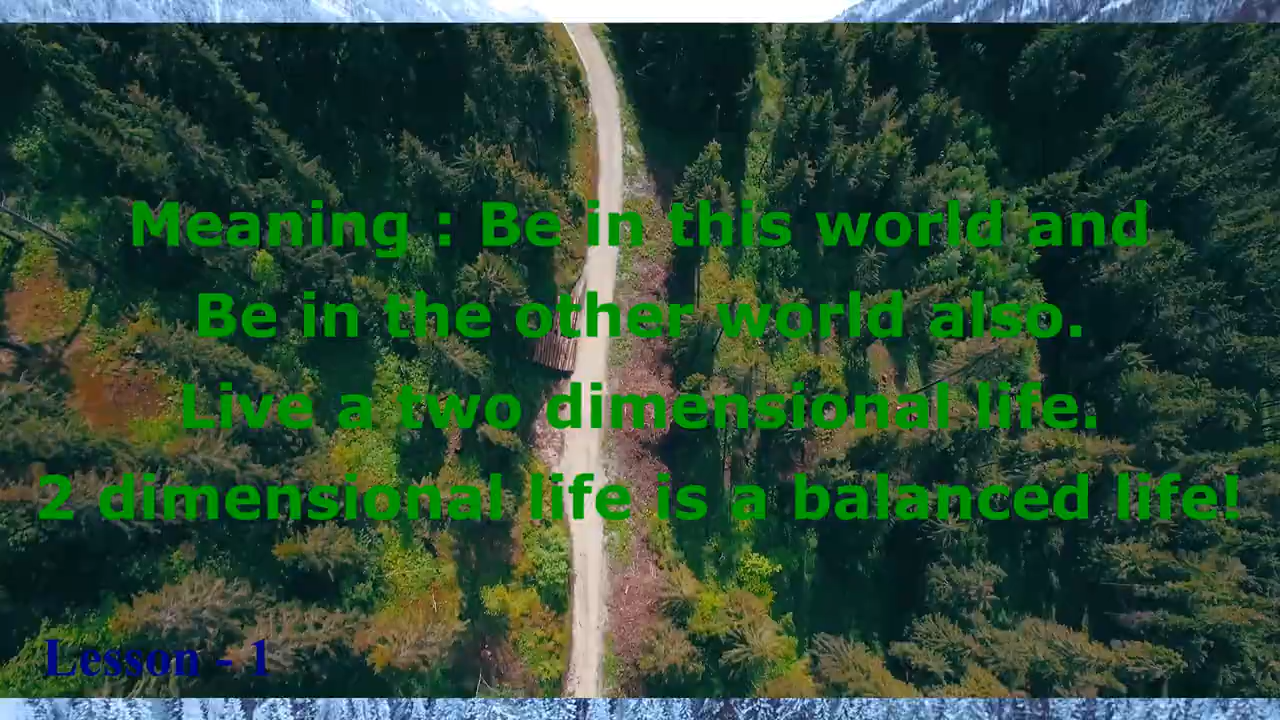 Meaning : Be in this world and
Be in the other world also.
Live a two dimensional life.
2 dimensional life is a balanced life!
Lesson - 1